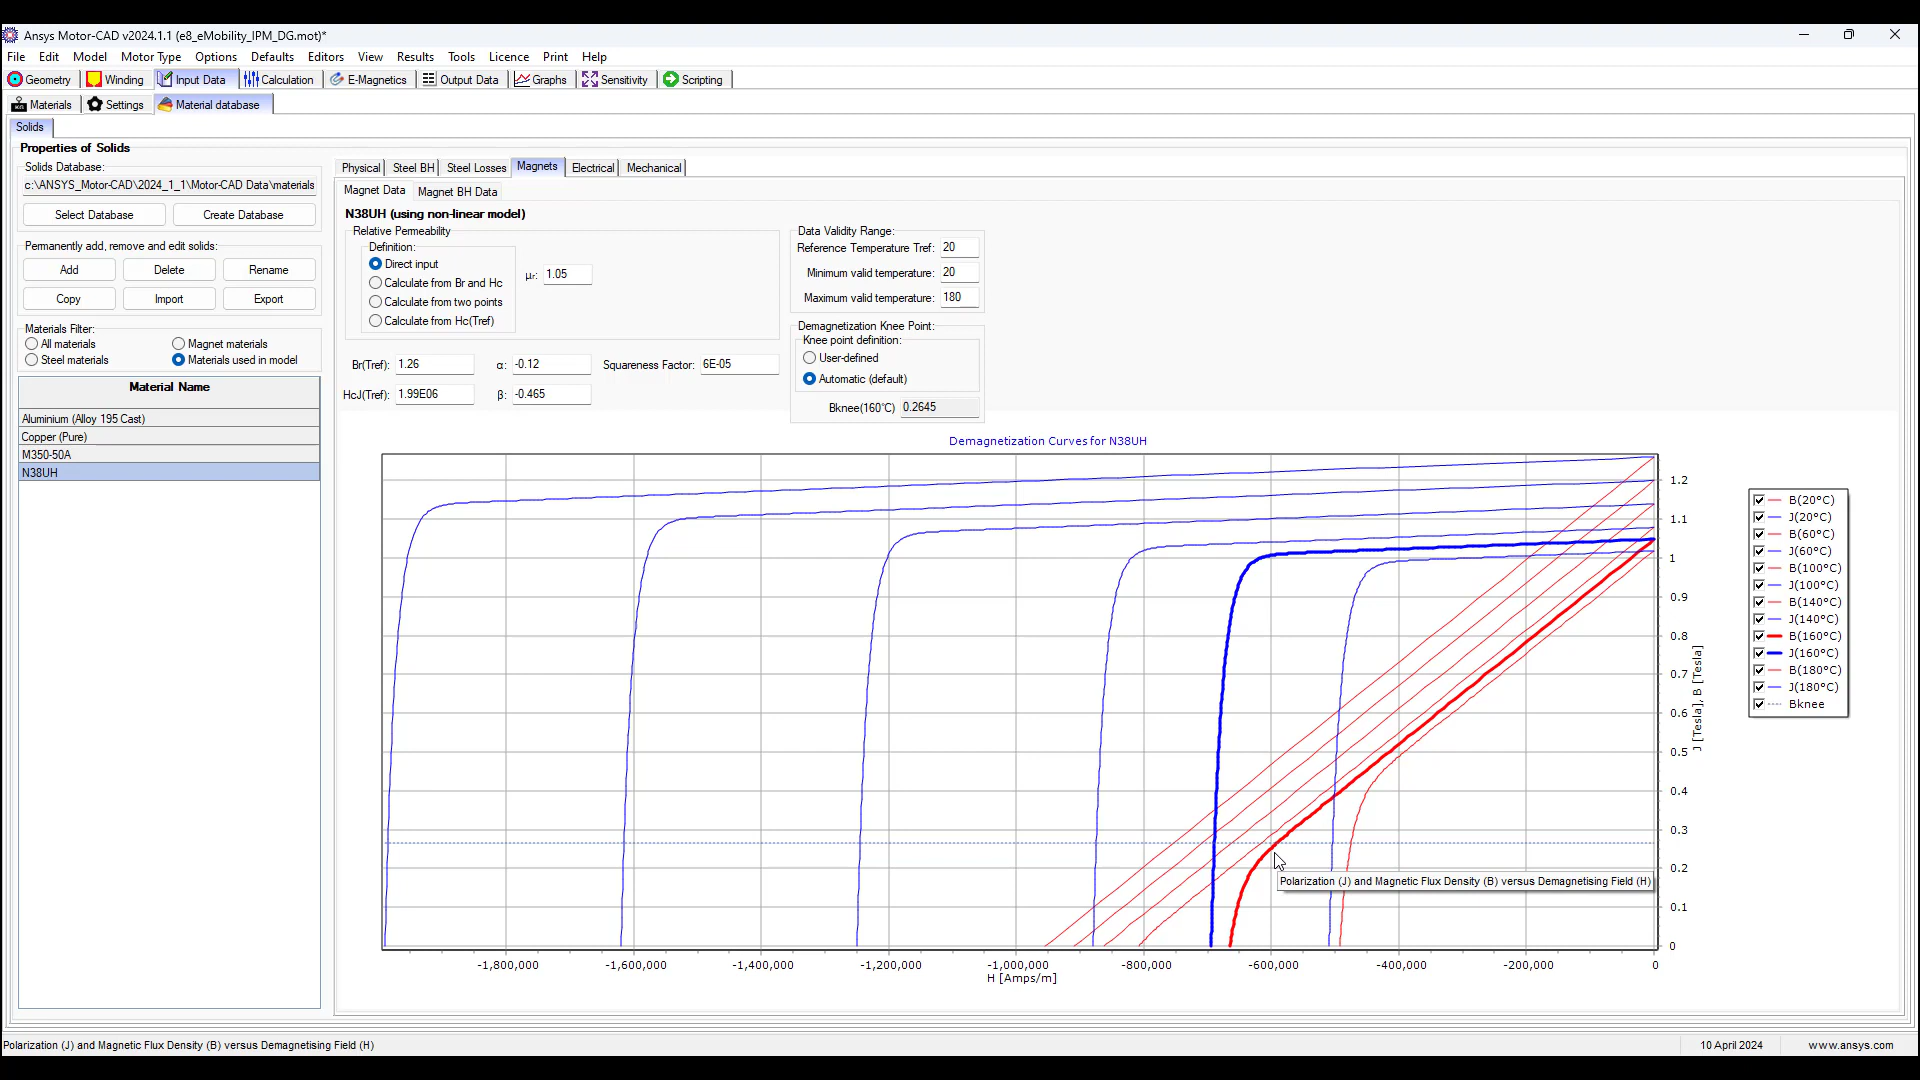 Ansys Motor-CAD v2024.1.1 (e8_eMobility_IPM_DG.mot)*
File Edit Model Motor Type Options Defaults Editors View Results Tools Licence Print Help
Geometry Winding Input Data Calculation E-Magnetics Output Data Graphs Sensitivity Scripting
Materials Settings Material database
Solids
Properties of Solids
Solids Database:
c:\ANSYS_Motor-CAD\2024_1_1\Motor-CAD Data\materials
Select Database Create Database
Permanently add, remove and edit solids:
Add Delete Rename
Copy Import Export
Materials Filter:
All materials Magnet materials
Steel materials Materials used in model
Material Name
Aluminium (Alloy 195 Cast)
Copper (Pure)
M350-50A
N38UH
Physical Steel BH Steel Losses Magnets Electrical Mechanical
Magnet Data Magnet BH Data
N38UH (using non-linear model)
Relative Permeability
Definition:
Direct input
Calculate from Br and Hc
Calculate from two points
Calculate from Hc(Tref)
μr: 1.05
Br(Tref): 1.26 α: -0.12 Squareness Factor: 6E-05
HcJ(Tref): 1.99E06 β: -0.465
Data Validity Range:
Reference Temperature Tref: 20
Minimum valid temperature: 20
Maximum valid temperature: 180
Demagnetization Knee Point:
Knee point definition:
User-defined
Automatic (default)
Bknee(160°C) 0.2645
Demagnetization Curves for N38UH
1.2
1.1
1
0.9
0.8
0.7
0.6
0.5
0.4
0.3
0.2
0.1
0
J [Tesla], B [Tesla]
-1,800,000 -1,600,000 -1,400,000 -1,200,000 -1,000,000 -800,000 -600,000 -400,000 -200,000 0
H [Amps/m]
B(20°C)
J(20°C)
B(60°C)
J(60°C)
B(100°C)
J(100°C)
B(140°C)
J(140°C)
B(160°C)
J(160°C)
B(180°C)
J(180°C)
Bknee
Polarization (J) and Magnetic Flux Density (B) versus Demagnetising Field (H)
Polarization (J) and Magnetic Flux Density (B) versus Demagnetising Field (H)
10 April 2024 www.ansys.com